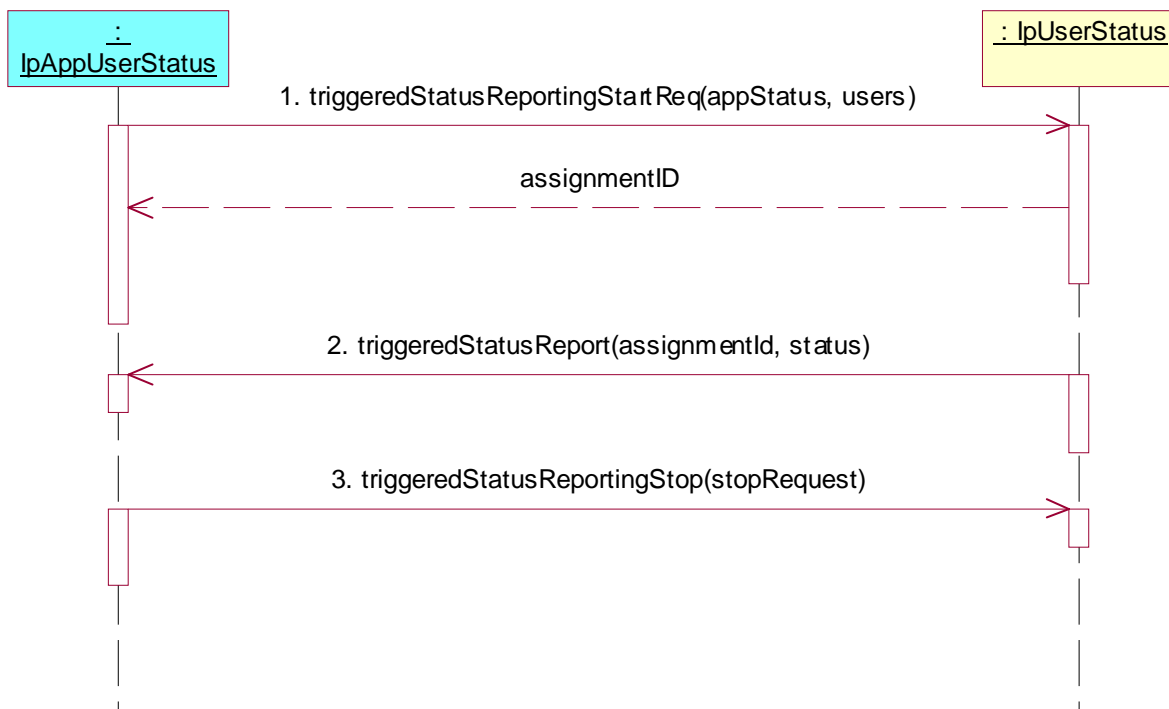 :
IpAppUserStatus
: IpUserStatus
1. triggeredStatusReportingStartReq(appStatus, users)
assignmentID
2. triggeredStatusReport(assignmentId, status)
3. triggeredStatusReportingStop(stopRequest)